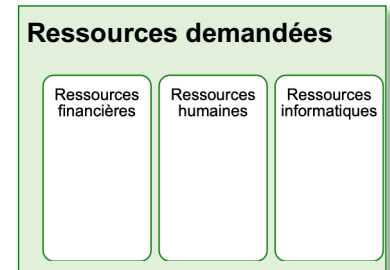 Ressources demandées
Ressources
financières
Ressources
humaines
Ressources
informatiques